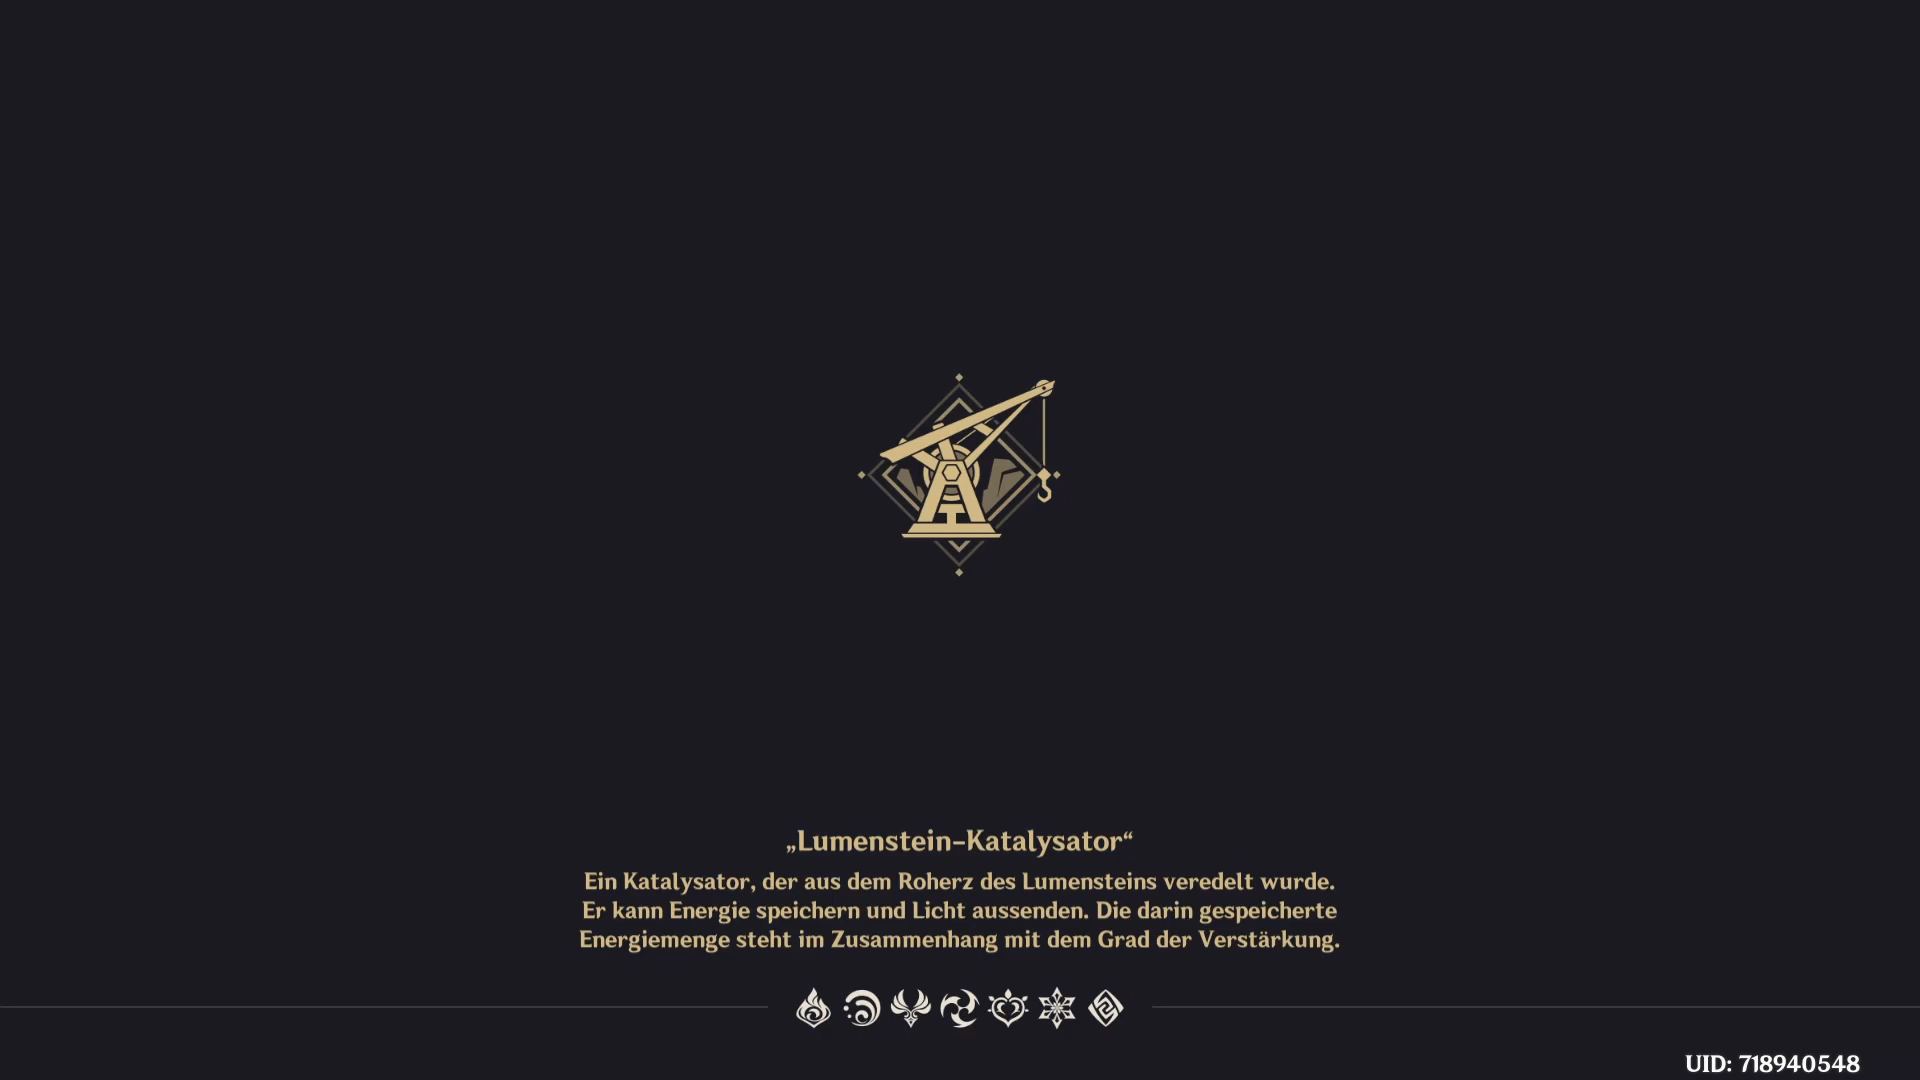 „Lumenstein-Katalysator“
Ein Katalysator, der aus dem Roherz des Lumensteins veredelt wurde.
Er kann Energie speichern und Licht aussenden. Die darin gespeicherte
Energiemenge steht im Zusammenhang mit dem Grad der Verstärkung.
UID: 718940548